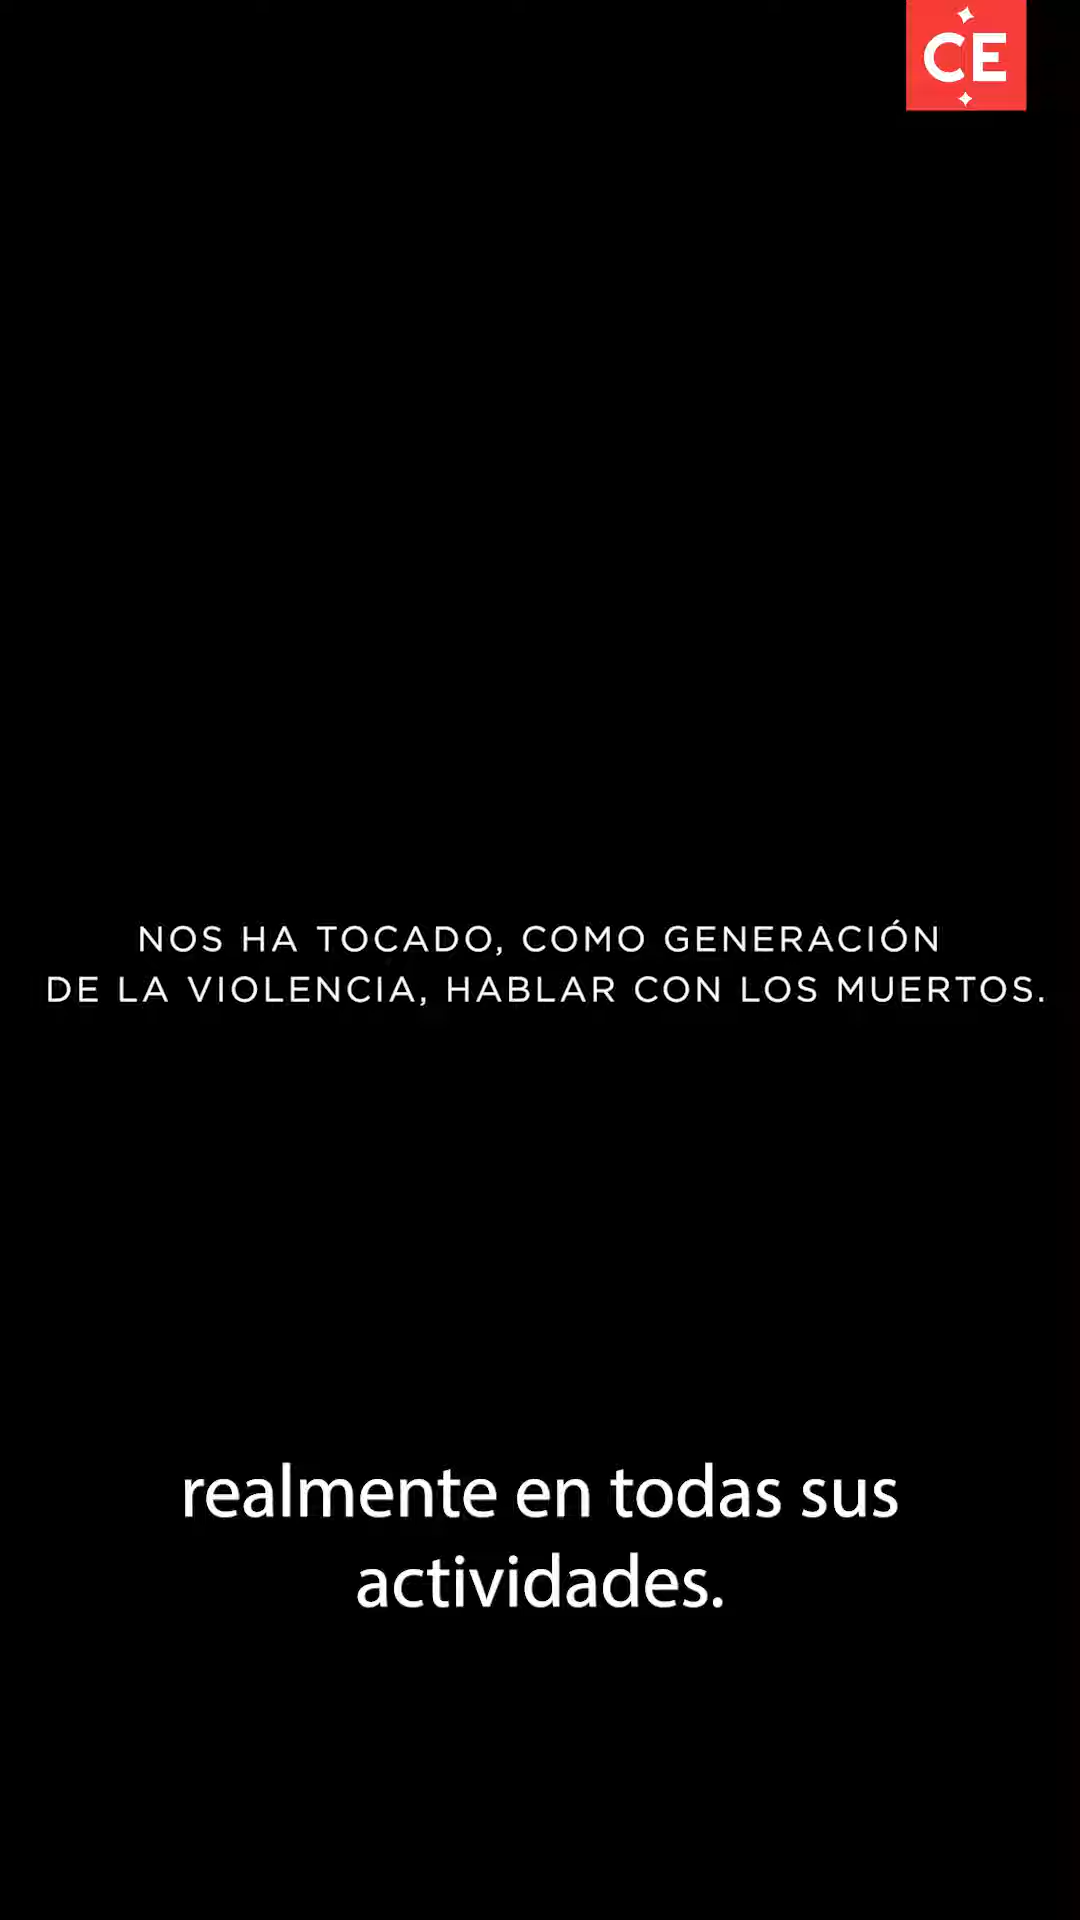 CE
NOS HA TOCADO, COMO GENERACIÓN
DE LA VIOLENCIA, HABLAR CON LOS MUERTOS.
realmente en todas sus
actividades.